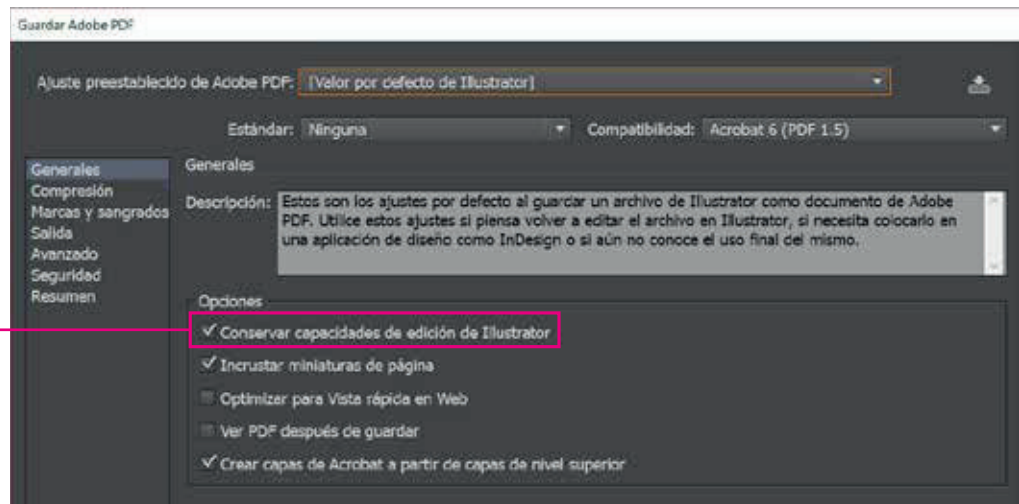 Guardar Adobe PDF
Ajuste preestablecido de Adobe PDF: [Valor por defecto de Illustrator]
Estándar: Ninguna Compatibilidad: Acrobat 6 (PDF 1.5)
Generales
Compresión
Marcas y sangrados
Salida
Avanzado
Seguridad
Resumen
Generales
Descripción: Estos son los ajustes por defecto al guardar un archivo de Illustrator como documento de Adobe
PDF. Utilice estos ajustes si piensa volver a editar el archivo en Illustrator, si necesita colocarlo en
una aplicación de diseño como InDesign o si aún no conoce el uso final del mismo.
Opciones
Conservar capacidades de edición de Illustrator
Incrustar miniaturas de página
Optimizar para Vista rápida en Web
Ver PDF después de guardar
Crear capas de Acrobat a partir de capas de nivel superior